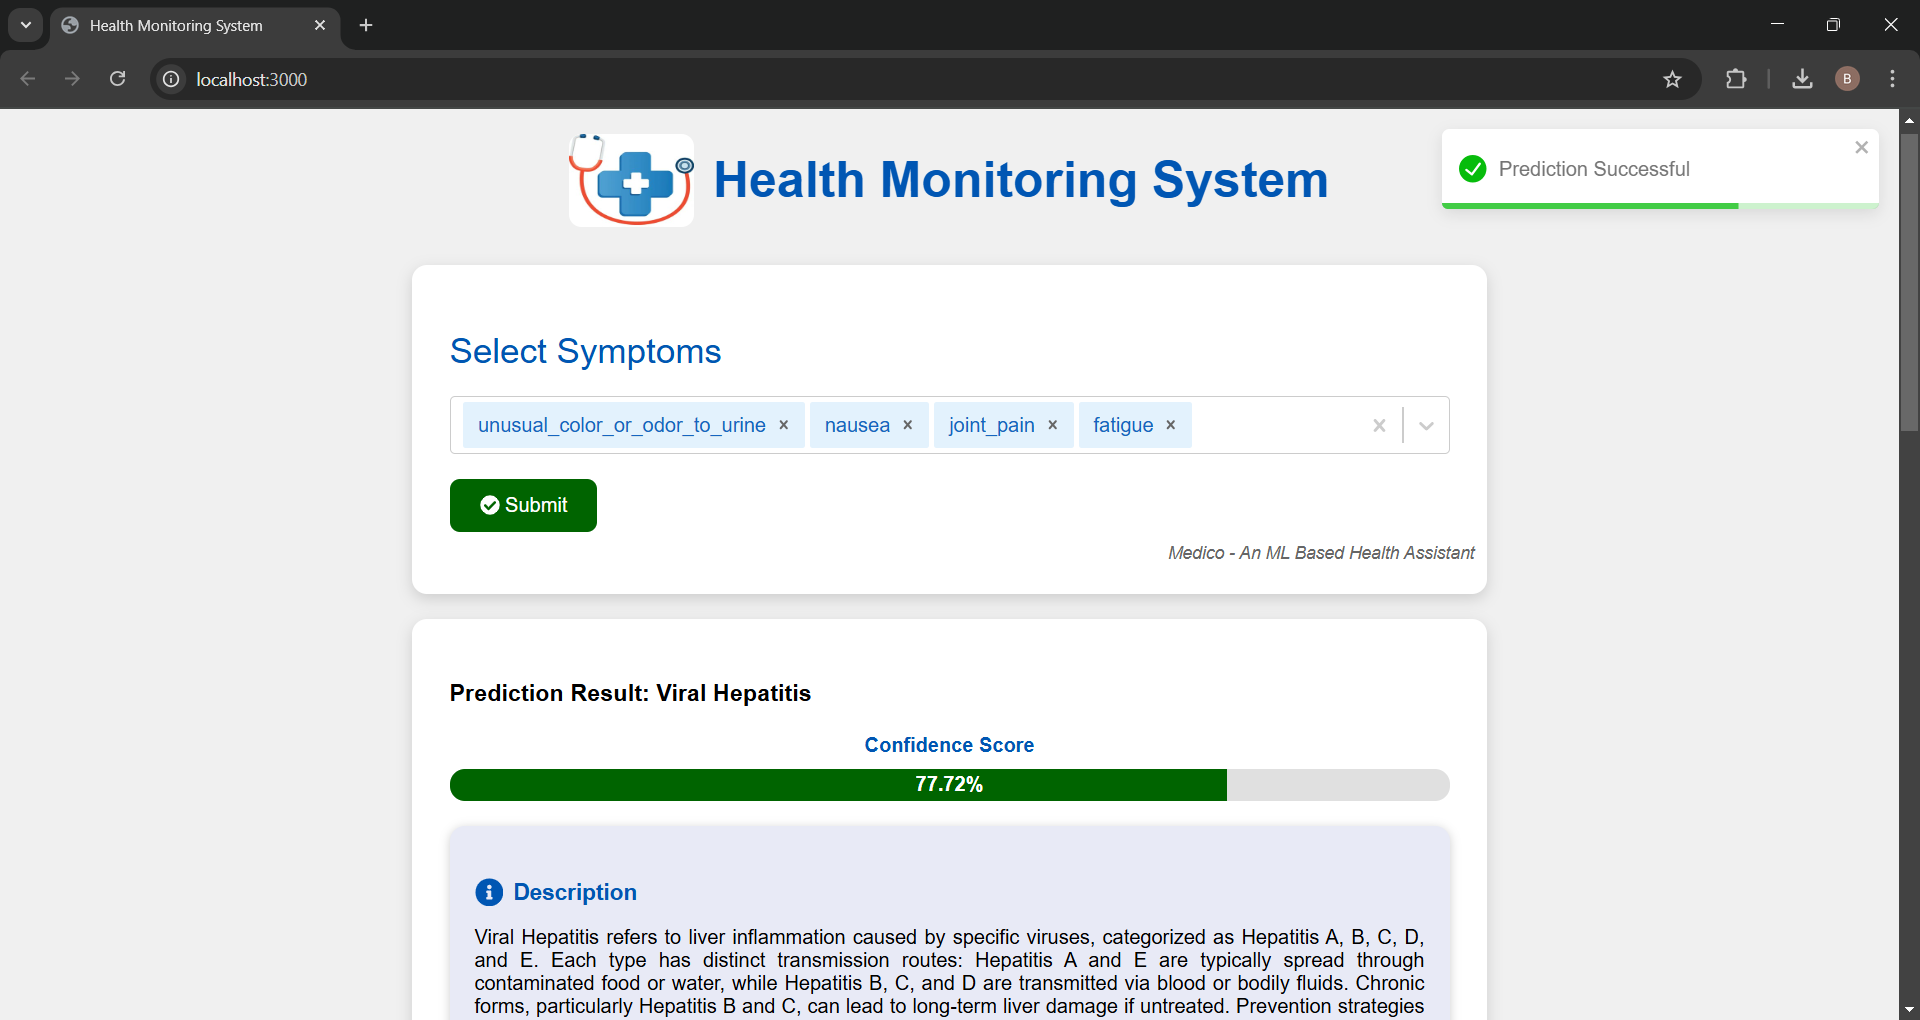 Health Monitoring System
localhost:3000
B
Health Monitoring System
Prediction Successful
Select Symptoms
unusual_color_or_odor_to_urine nausea joint_pain fatigue
Submit
Medico - An ML Based Health Assistant
Prediction Result: Viral Hepatitis
Confidence Score
77.72%
Description
Viral Hepatitis refers to liver inflammation caused by specific viruses, categorized as Hepatitis A, B, C, D,
and E. Each type has distinct transmission routes: Hepatitis A and E are typically spread through
contaminated food or water, while Hepatitis B, C, and D are transmitted via blood or bodily fluids. Chronic
forms, particularly Hepatitis B and C, can lead to long-term liver damage if untreated. Prevention strategies